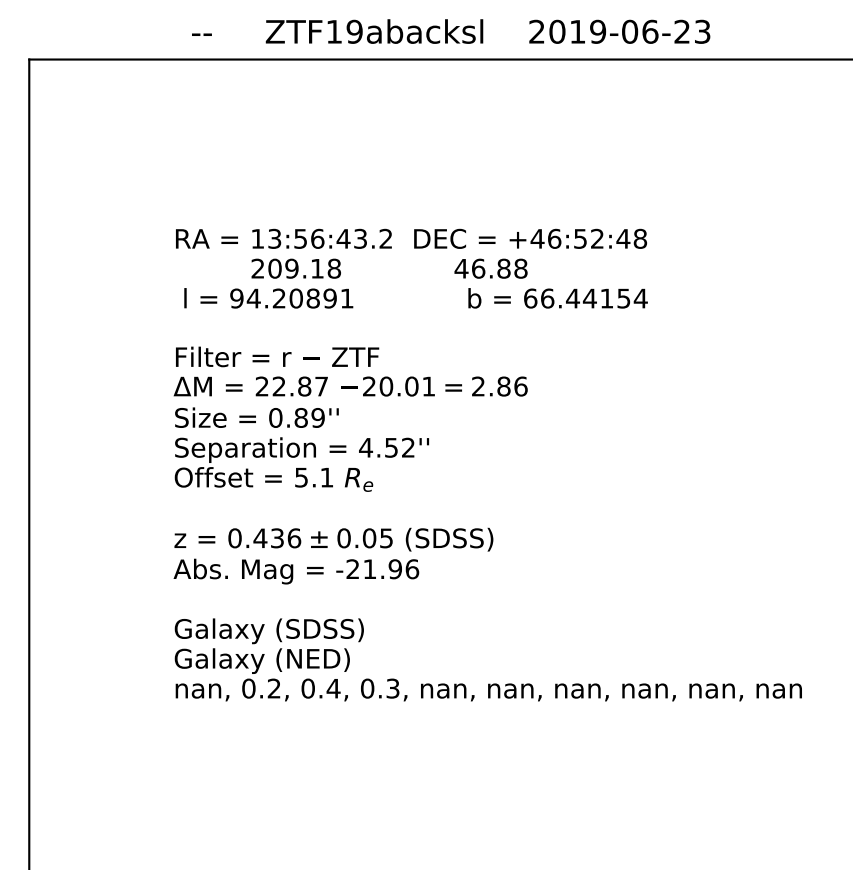 -- ZTF19abacksl 2019-06-23
RA = 13:56:43.2 DEC = +46:52:48
209.18 46.88
l = 94.20891 b = 66.44154
Filter = r − ZTF
ΔM = 22.87 −20.01 = 2.86
Size = 0.89''
Separation = 4.52''
Offset = 5.1 Re
z = 0.436 ± 0.05 (SDSS)
Abs. Mag = -21.96
Galaxy (SDSS)
Galaxy (NED)
nan, 0.2, 0.4, 0.3, nan, nan, nan, nan, nan, nan